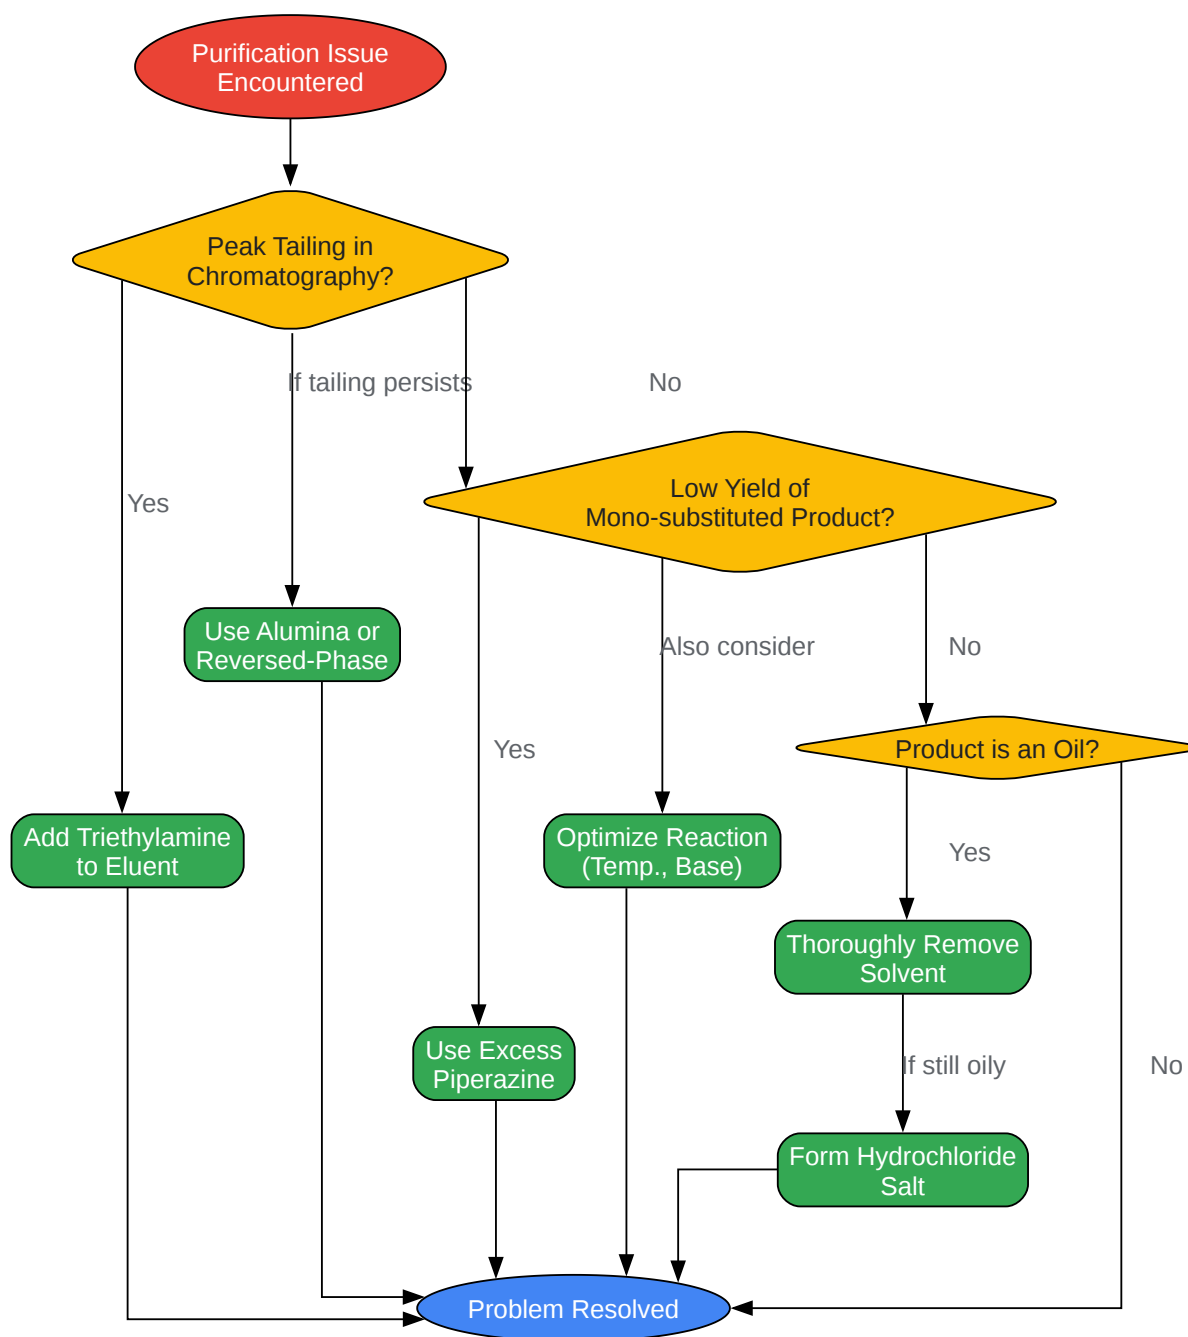 Purification Issue
Encountered
Peak Tailing in
Chromatography?
If tailing persists
No
Yes
Low Yield of
Mono-substituted Product?
Use Alumina or
Reversed-Phase
Also consider
No
Yes
Product is an Oil?
Add Triethylamine
to Eluent
Optimize Reaction
(Temp., Base)
Yes
Thoroughly Remove
Solvent
Use Excess
Piperazine
If still oily
No
Form Hydrochloride
Salt
Problem Resolved